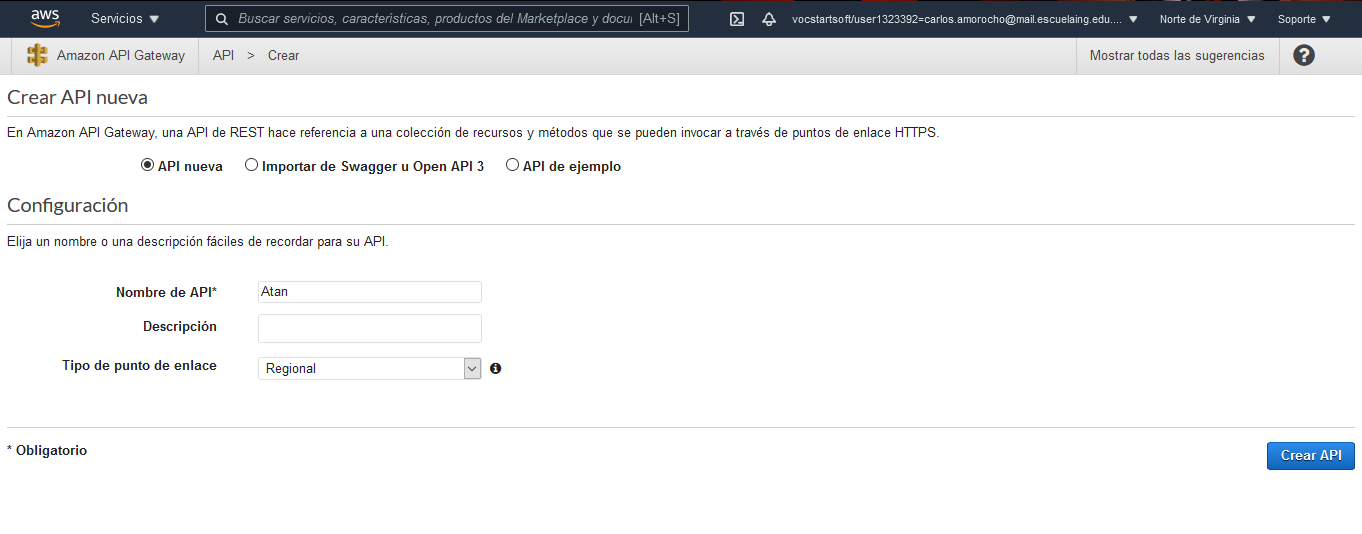 aws Servicios Buscar servicios, características, productos del Marketplace y docu [Alt+S] vocstartsoft/user1323392=carlos.amorocho@mail.escuelaing.edu.... Norte de Virginia Soporte
Amazon API Gateway API > Crear Mostrar todas las sugerencias ?
Crear API nueva
En Amazon API Gateway, una API de REST hace referencia a una colección de recursos y métodos que se pueden invocar a través de puntos de enlace HTTPS.
API nueva Importar de Swagger u Open API 3 API de ejemplo
Configuración
Elija un nombre o una descripción fáciles de recordar para su API.
Nombre de API* Atan
Descripción
Tipo de punto de enlace Regional
* Obligatorio Crear API